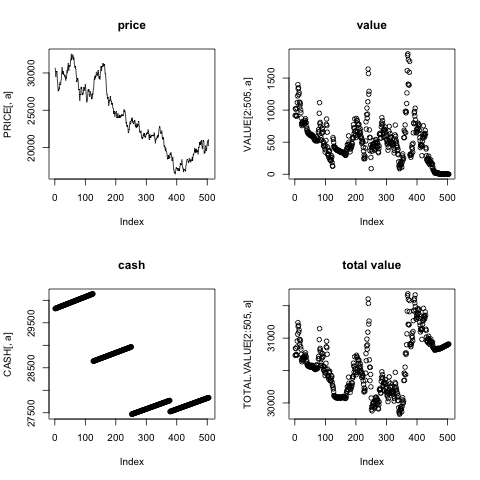 price
PRICE[, a]
30000
25000
20000
0 100 200 300 400 500
Index
value
VALUE[2:505, a]
1500
1000
500
0
0 100 200 300 400 500
Index
cash
CASH[, a]
29500
28500
27500
0 100 200 300 400 500
Index
total value
TOTAL.VALUE[2:505, a]
31000
30000
0 100 200 300 400 500
Index